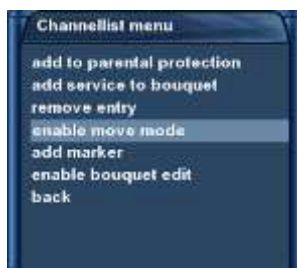 Channellist menu
add to parental protection
add service to bouquet
remove entry
enable move mode
add marker
enable bouquet edit
back